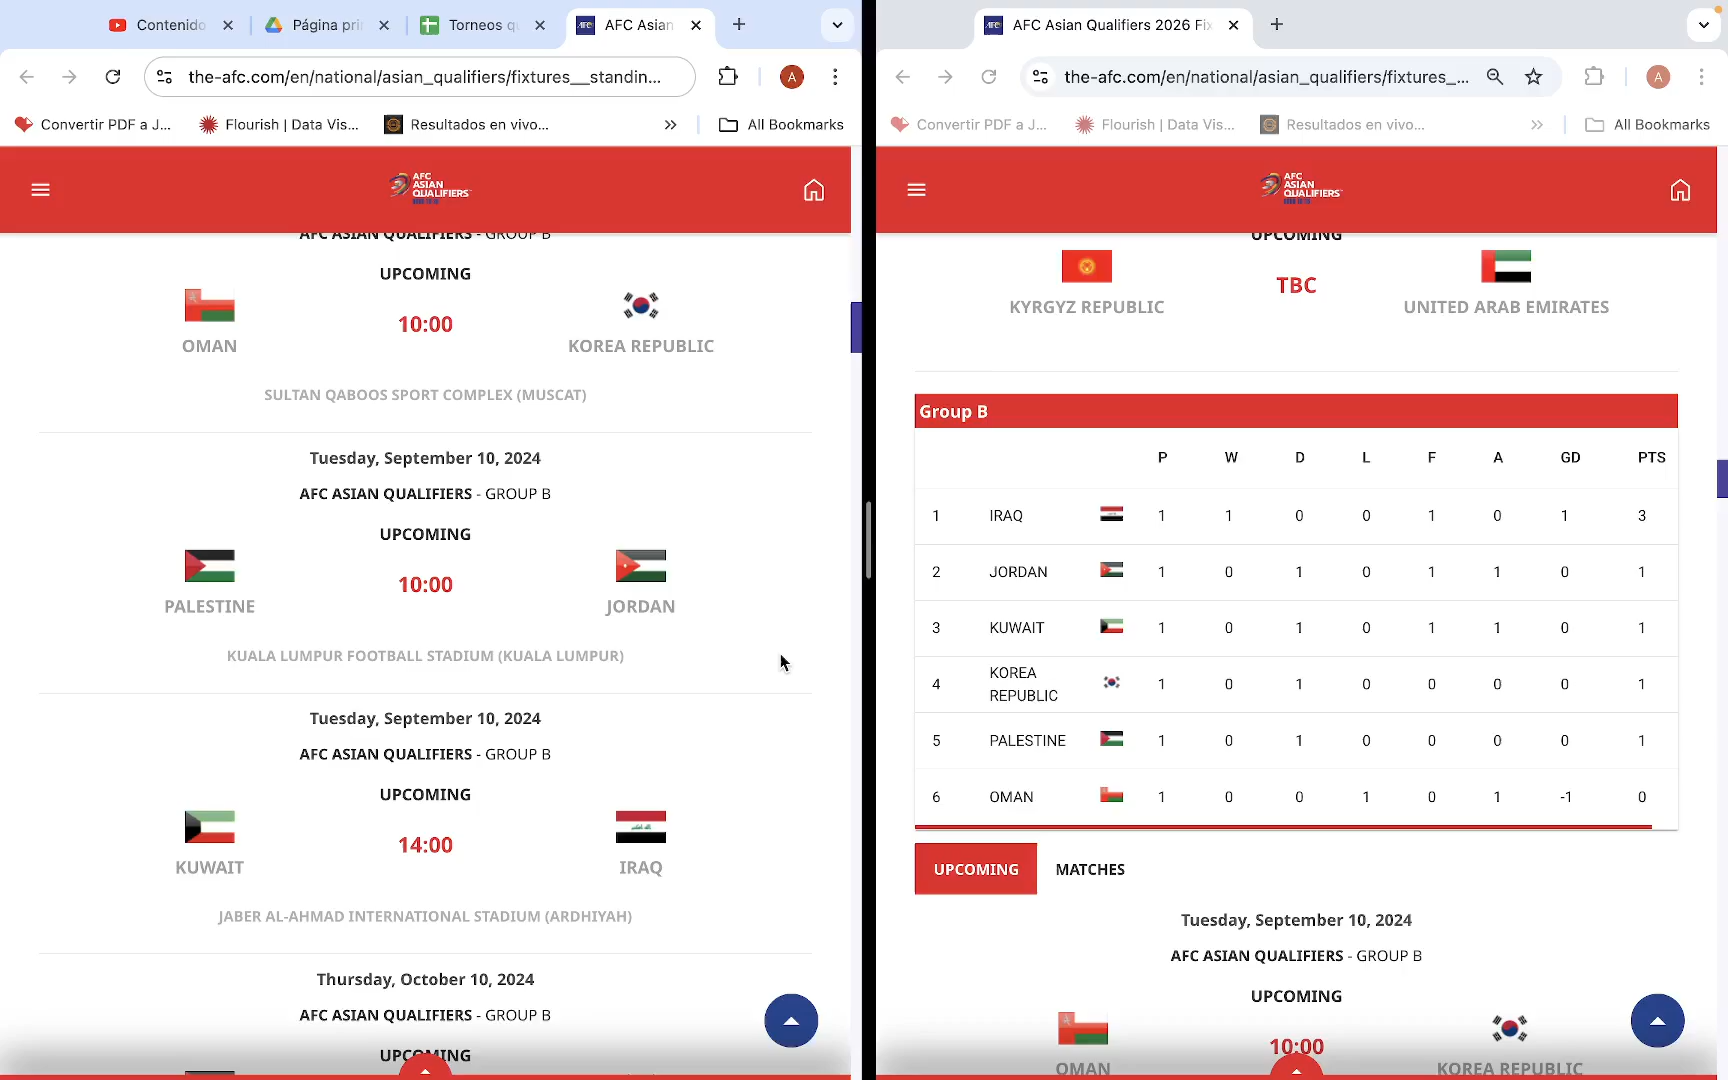 Contenido
Página pri
Torneos q
AFC Asian
the-afc.com/en/national/asian_qualifiers/fixtures__standin...
A
Convertir PDF a J...
Flourish | Data Vis...
Resultados en vivo...
All Bookmarks
AFC
ASIAN
QUALIFIERS
AFC ASIAN QUALIFIERS - GROUP B
UPCOMING
10:00
OMAN
KOREA REPUBLIC
SULTAN QABOOS SPORT COMPLEX (MUSCAT)
Tuesday, September 10, 2024
AFC ASIAN QUALIFIERS - GROUP B
UPCOMING
10:00
PALESTINE
JORDAN
KUALA LUMPUR FOOTBALL STADIUM (KUALA LUMPUR)
Tuesday, September 10, 2024
AFC ASIAN QUALIFIERS - GROUP B
UPCOMING
14:00
KUWAIT
IRAQ
JABER AL-AHMAD INTERNATIONAL STADIUM (ARDHIYAH)
Thursday, October 10, 2024
AFC ASIAN QUALIFIERS - GROUP B
UPCOMING
AFC Asian Qualifiers 2026 Fix
the-afc.com/en/national/asian_qualifiers/fixtures_...
A
Convertir PDF a J...
Flourish | Data Vis...
Resultados en vivo...
All Bookmarks
AFC
ASIAN
QUALIFIERS
UPCOMING
TBC
KYRGYZ REPUBLIC
UNITED ARAB EMIRATES
Group B
P W D L F A GD PTS
1 IRAQ 1 1 0 0 1 0 1 3
2 JORDAN 1 0 1 0 1 1 0 1
3 KUWAIT 1 0 1 0 1 1 0 1
4 KOREA REPUBLIC 1 0 1 0 0 0 0 1
5 PALESTINE 1 0 1 0 0 0 0 1
6 OMAN 1 0 0 1 0 1 -1 0
UPCOMING MATCHES
Tuesday, September 10, 2024
AFC ASIAN QUALIFIERS - GROUP B
UPCOMING
10:00
OMAN
KOREA REPUBLIC